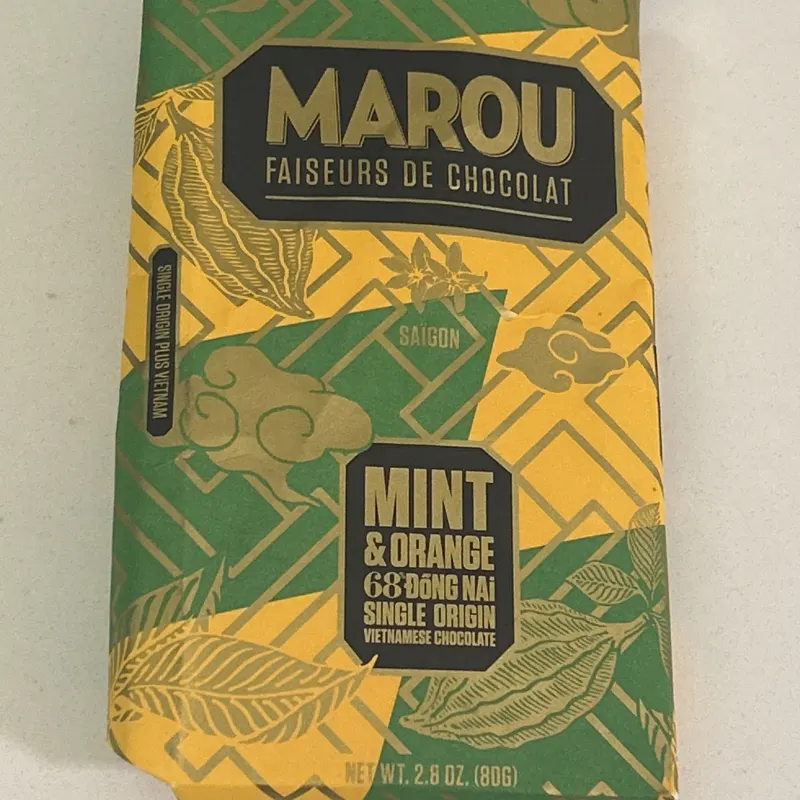 MAROU
FAISEURS DE CHOCOLAT
SINGLE ORIGIN PLUS VIETNAM
SAIGON
MINT
& ORANGE
68% ĐỒNG NAI
SINGLE ORIGIN
VIETNAMESE CHOCOLATE
NET WT. 2.8 OZ. (80G)